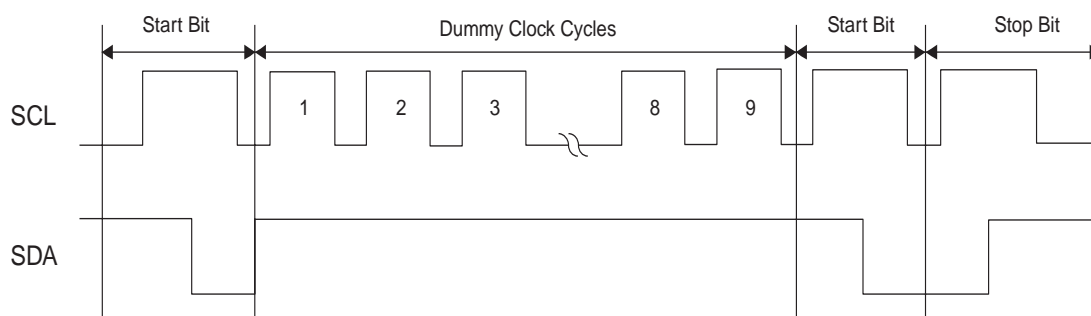 Start Bit Dummy Clock Cycles Start Bit Stop Bit
SCL 1 2 3 8 9
SDA